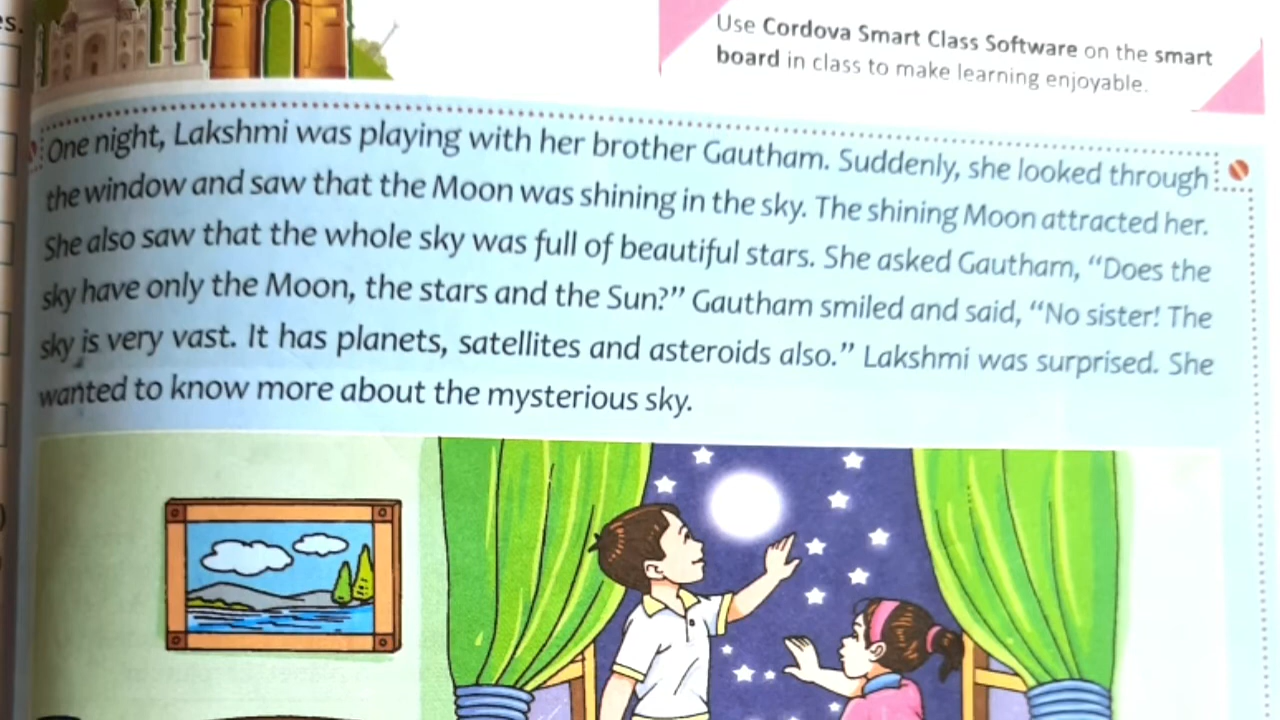 es.
Use Cordova Smart Class Software on the smart
board in class to make learning enjoyable.
One night, Lakshmi was playing with her brother Gautham. Suddenly, she looked through
the window and saw that the Moon was shining in the sky. The shining Moon attracted her.
She also saw that the whole sky was full of beautiful stars. She asked Gautham, “Does the
sky have only the Moon, the stars and the Sun?” Gautham smiled and said, “No sister! The
sky is very vast. It has planets, satellites and asteroids also.” Lakshmi was surprised. She
wanted to know more about the mysterious sky.
)